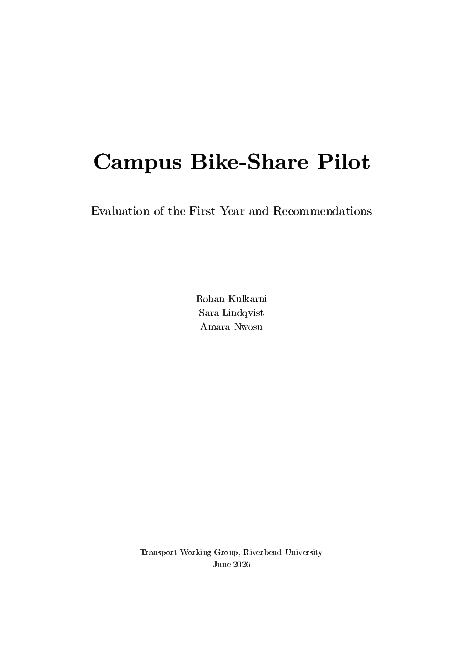 Campus Bike-Share Pilot
Evaluation of the First Year and Recommendations
Rohan Kulkarni
Sara Lindqvist
Amara Nwosu
Transport Working Group, Riverbend University
June 2026